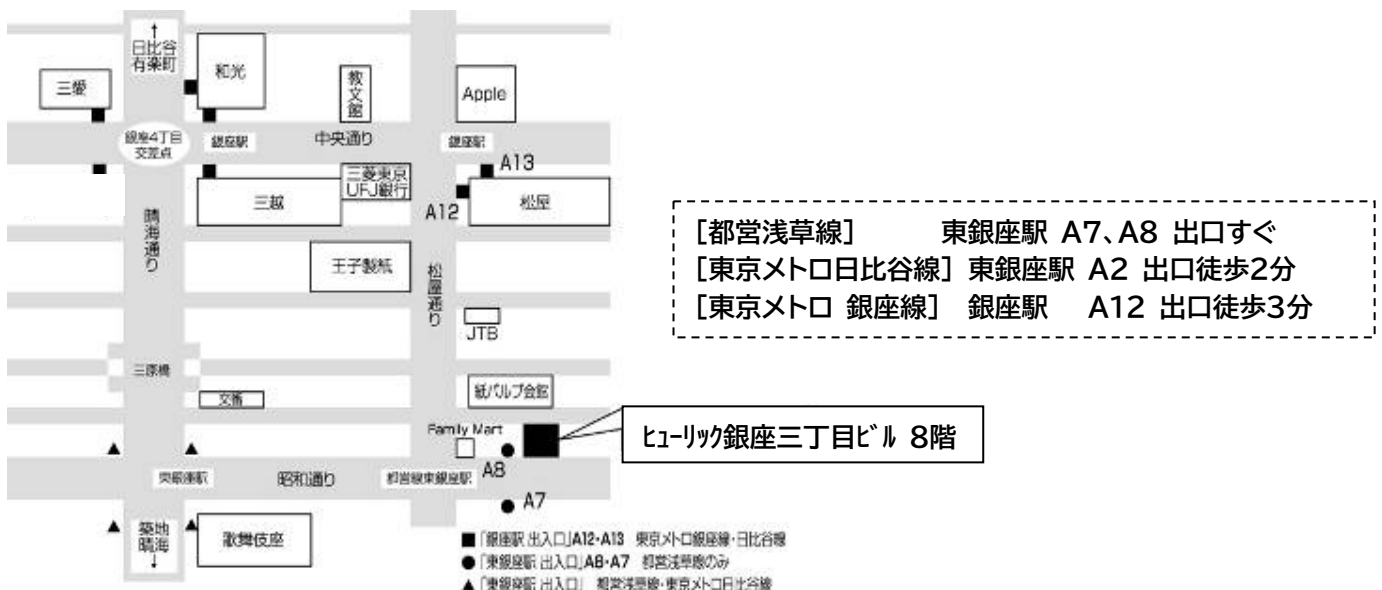 ↑
日比谷
有楽町
和光
三愛
教文館
Apple
銀座4丁目
交差点
銀座駅
中央通り
銀座駅
A13
三菱東京
UFJ銀行
三越
A12
松屋
晴海通り
王子製紙
松屋通り
JTB
[都営浅草線] 東銀座駅 A7、A8 出口すぐ
[東京メトロ日比谷線] 東銀座駅 A2 出口徒歩2分
[東京メトロ 銀座線] 銀座駅 A12 出口徒歩3分
三原橋
交番
紙パルプ会館
Family Mart
ヒューリック銀座三丁目ビル 8階
東銀座駅
昭和通り
都営線東銀座駅
A8
A7
築地
晴海
↓
歌舞伎座
■「銀座駅 出入口」A12・A13 東京メトロ銀座線・日比谷線
●「東銀座駅 出入口」A8・A7 都営浅草線のみ
▲「東銀座駅 出入口」 都営浅草線・東京メトロ日比谷線